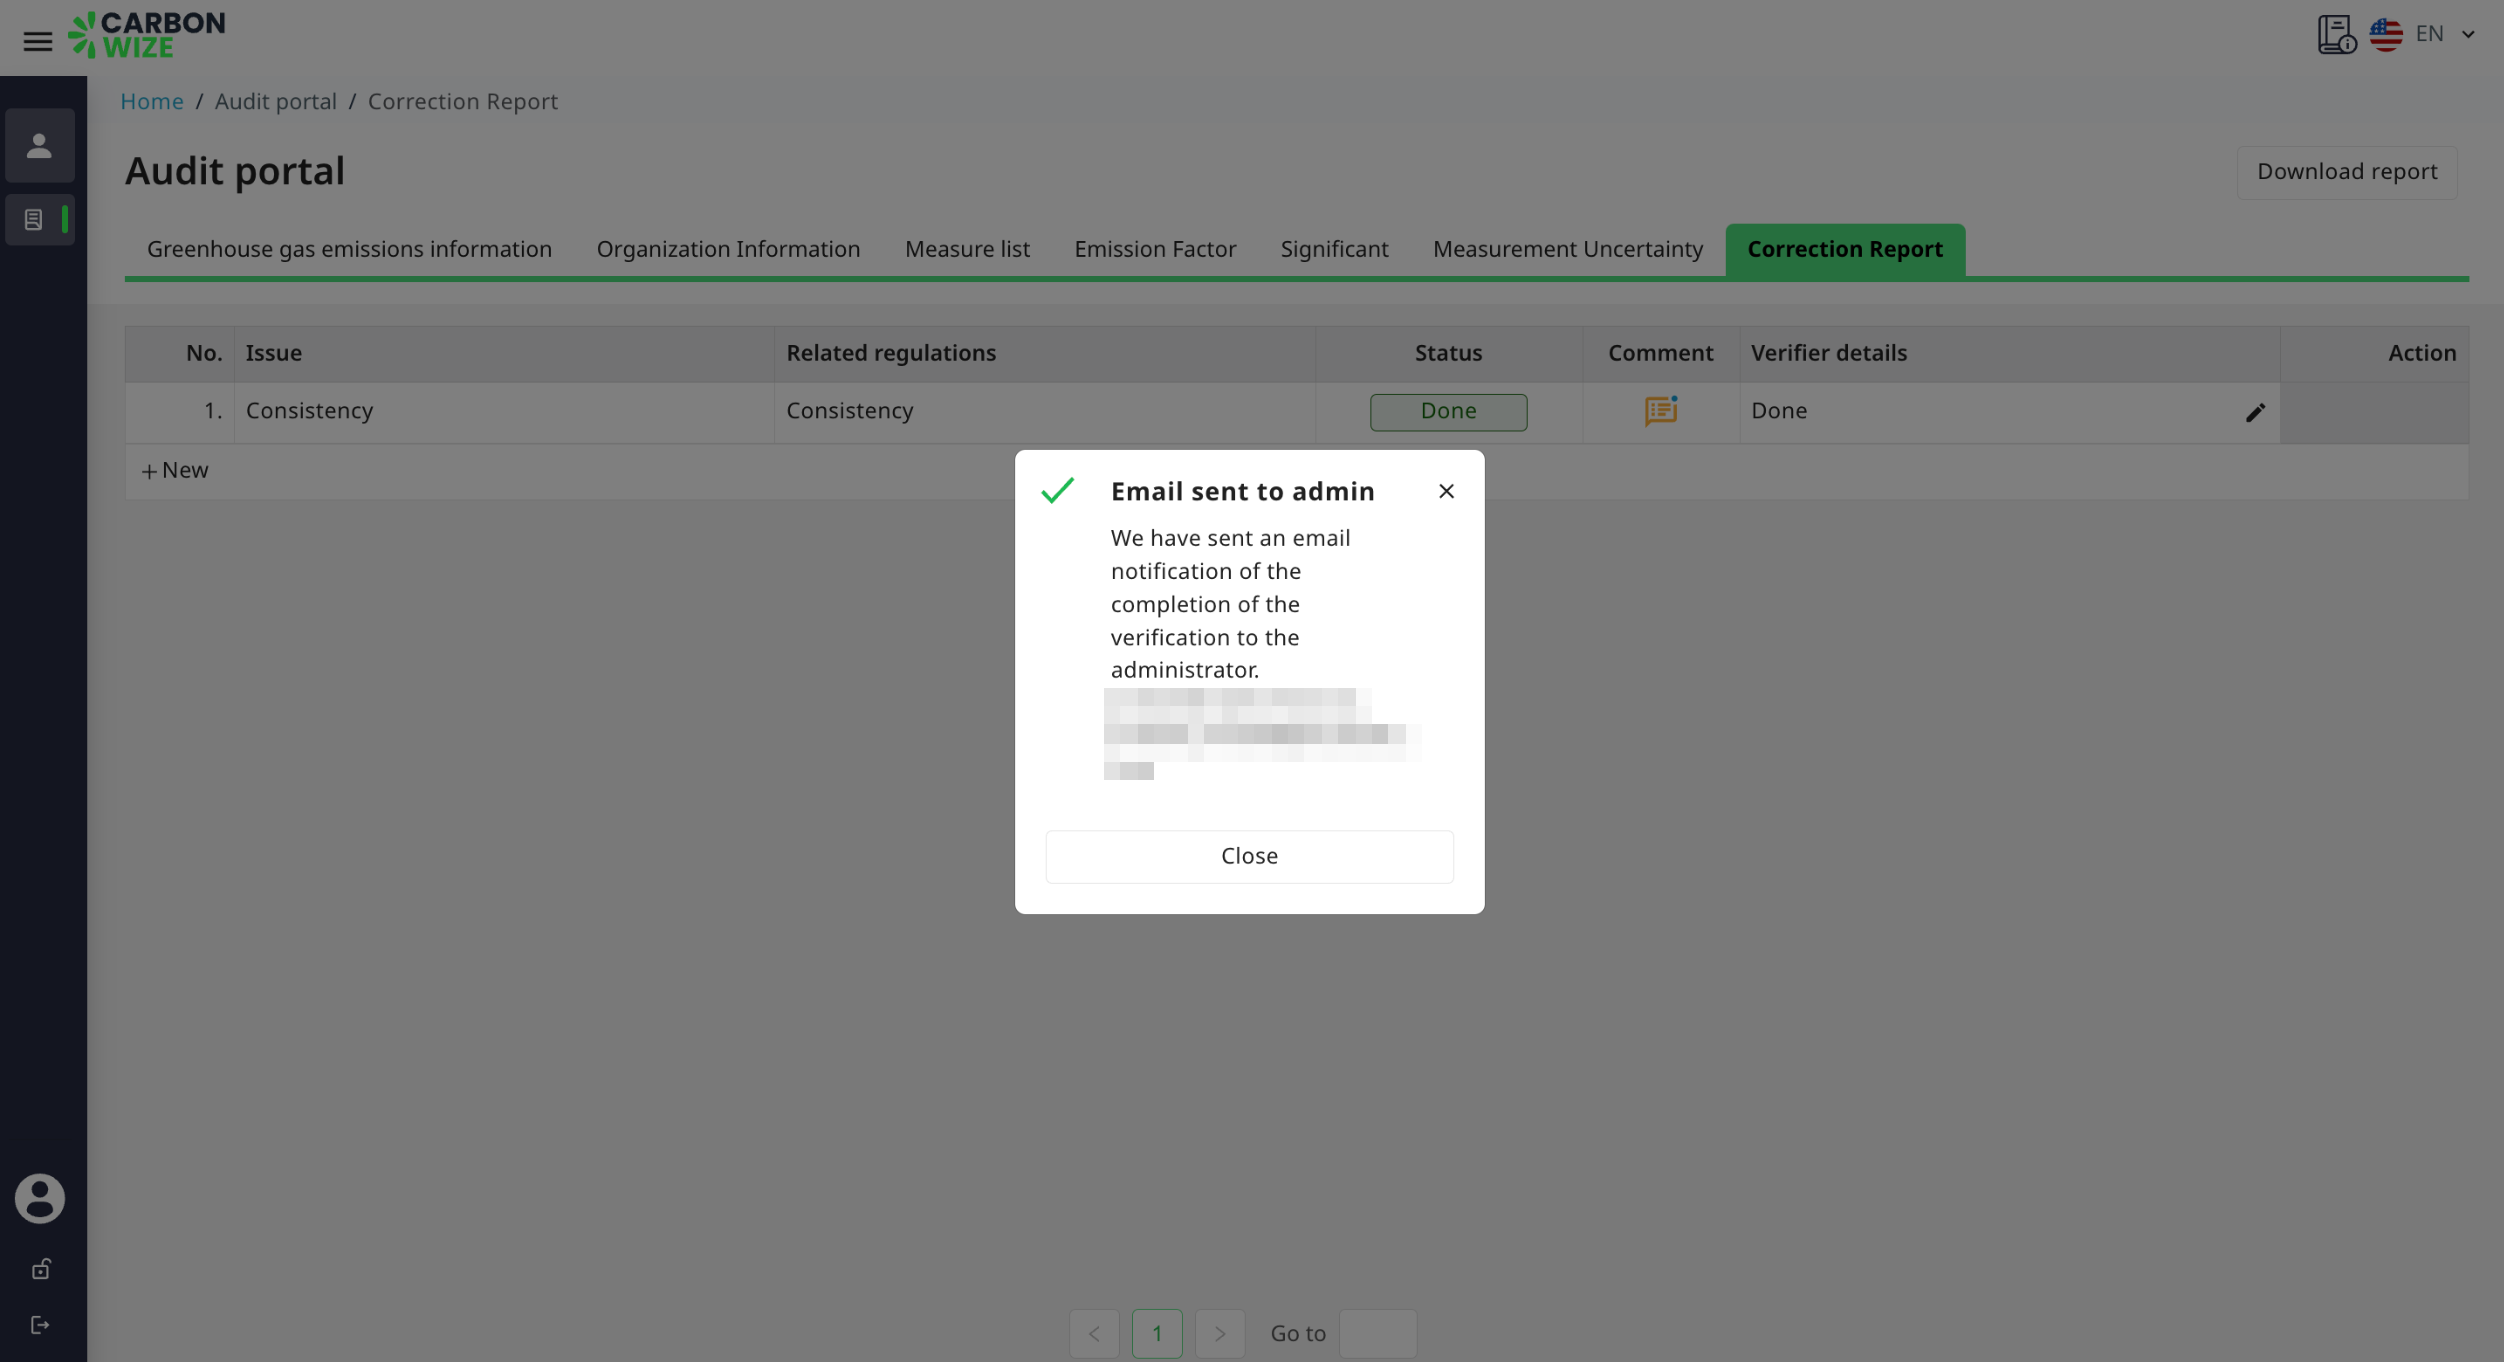 CARBON
WIZE
EN
Home / Audit portal / Correction Report
Audit portal
Download report
Greenhouse gas emissions information Organization Information Measure list Emission Factor Significant Measurement Uncertainty Correction Report
No. Issue Related regulations Status Comment Verifier details Action
1. Consistency Consistency Done Done
+ New
Email sent to admin
We have sent an email
notification of the
completion of the
verification to the
administrator.
Close
< 1 > Go to